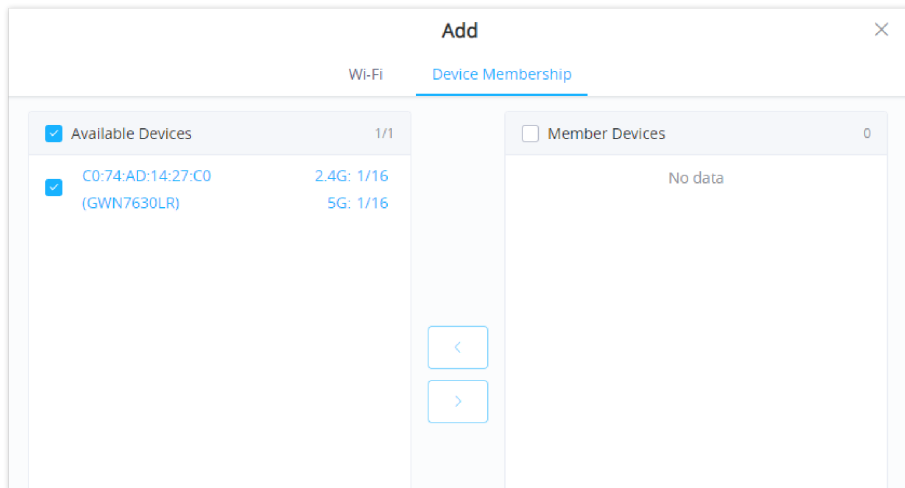 Add
Wi-Fi
Device Membership
Available Devices
1/1
C0:74:AD:14:27:C0
2.4G: 1/16
(GWN7630LR)
5G: 1/16
Member Devices
0
No data